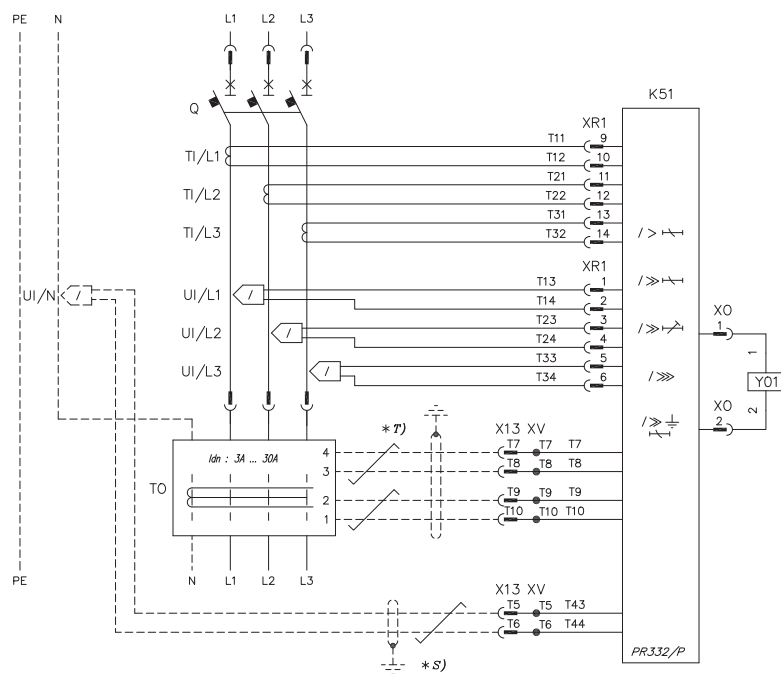 PE N L1 L2 L3
K51
Q
XR1
T11 9
TI/L1 T12 10
T21 11
TI/L2 T22 12
T31 13
TI/L3 T32 14
/ >
XR1
T13 1 / ≫
UI/N / UI/L1 / T14 2
XO
T23 3 / ≫ 1
UI/L2 / T24 4
1
T33 5
UI/L3 / T34 6 / ⋙ Y01
2
XO
/ ≫ 2
* T) X13 XV
Idn : 3A ... 30A 4 T7 T7 T7
3 T8 T8 T8
TO
2 T9 T9 T9
1 T10 T10 T10
PE N L1 L2 L3
X13 XV
T5 T5 T43
T6 T6 T44
* S) PR332/P